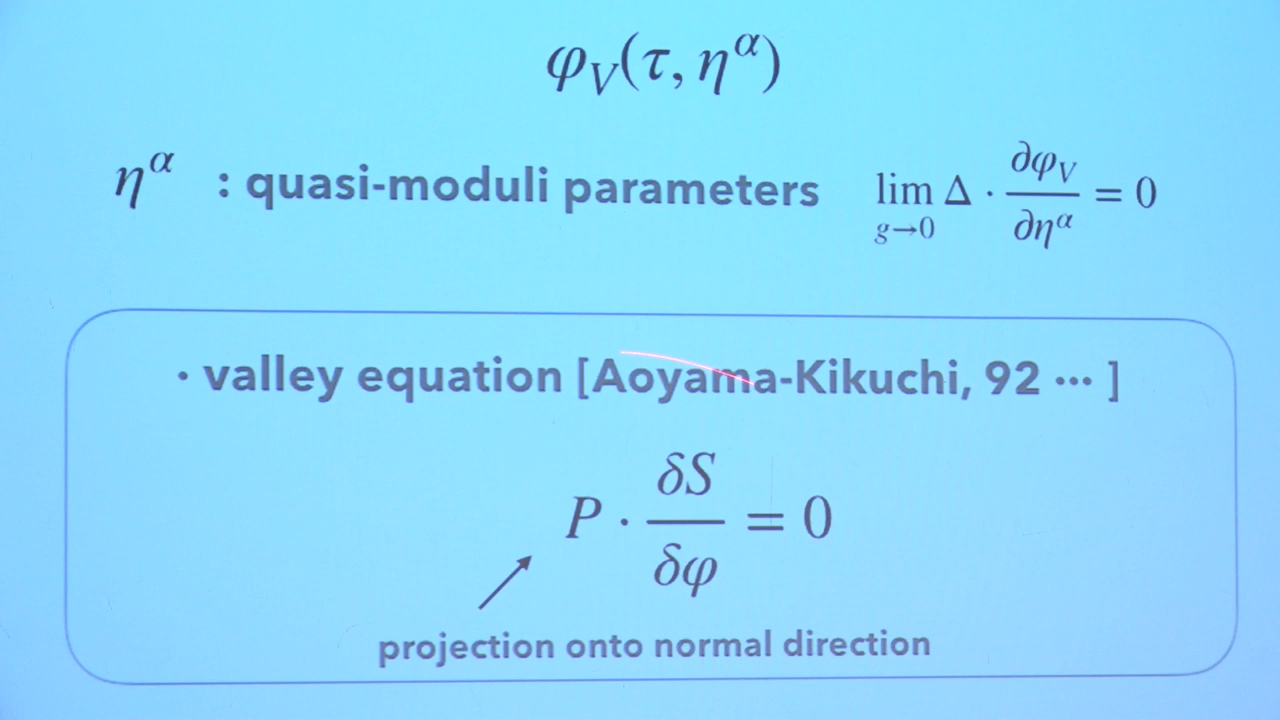 φ_V(τ, η^α)
η^α : quasi-moduli parameters lim_{g→0} Δ · ∂φ_V/∂η^α = 0
· valley equation [Aoyama-Kikuchi, 92 ··· ]
P · δS/δφ = 0
projection onto normal direction